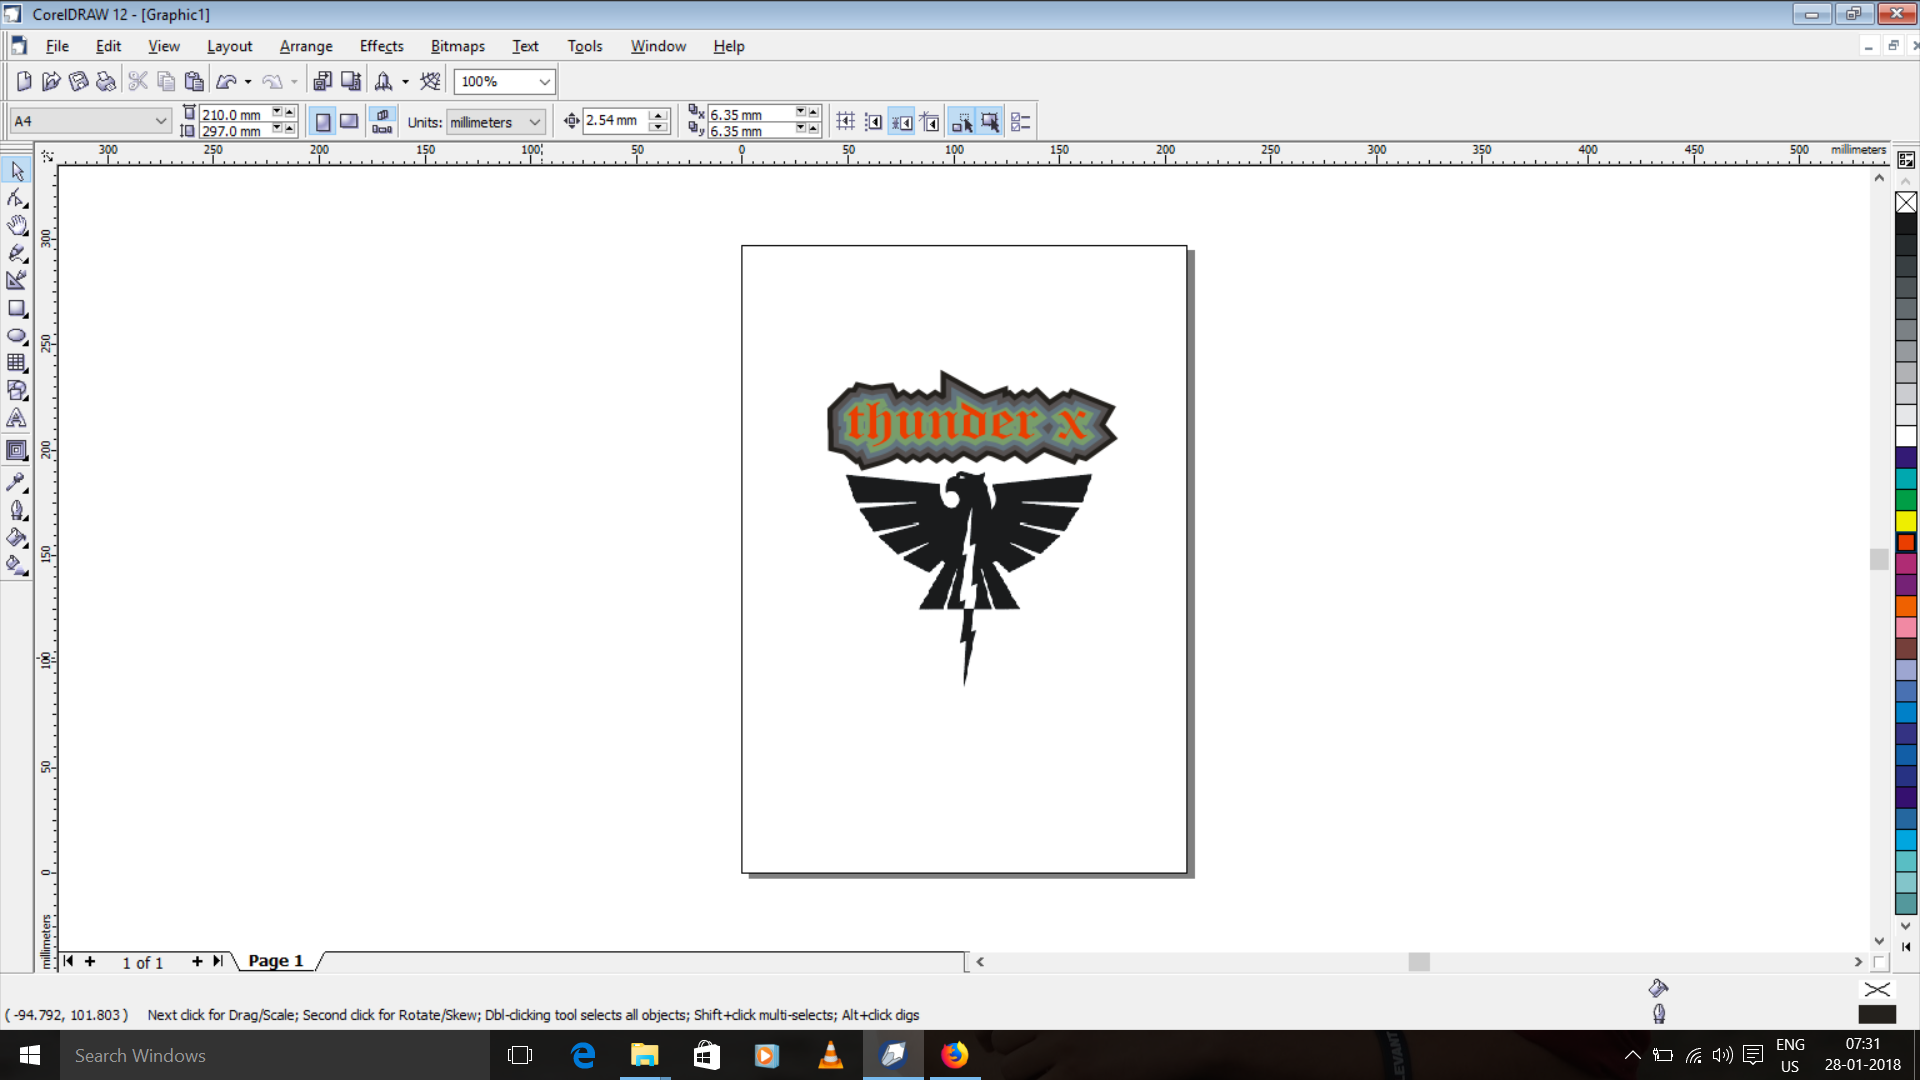 CorelDRAW 12 - [Graphic1]
File Edit View Layout Arrange Effects Bitmaps Text Tools Window Help
100%
A4 210.0 mm 297.0 mm Units: millimeters 2.54 mm 6.35 mm 6.35 mm
300 250 200 150 100 50 0 50 100 150 200 250 300 350 400 450 500 millimeters
300
250
200
150
100
50
0
millimeters
thunder x
1 of 1 Page 1
( -94.792, 101.803 ) Next click for Drag/Scale; Second click for Rotate/Skew; Dbl-clicking tool selects all objects; Shift+click multi-selects; Alt+click digs
Search Windows
ENG
US
07:31
28-01-2018